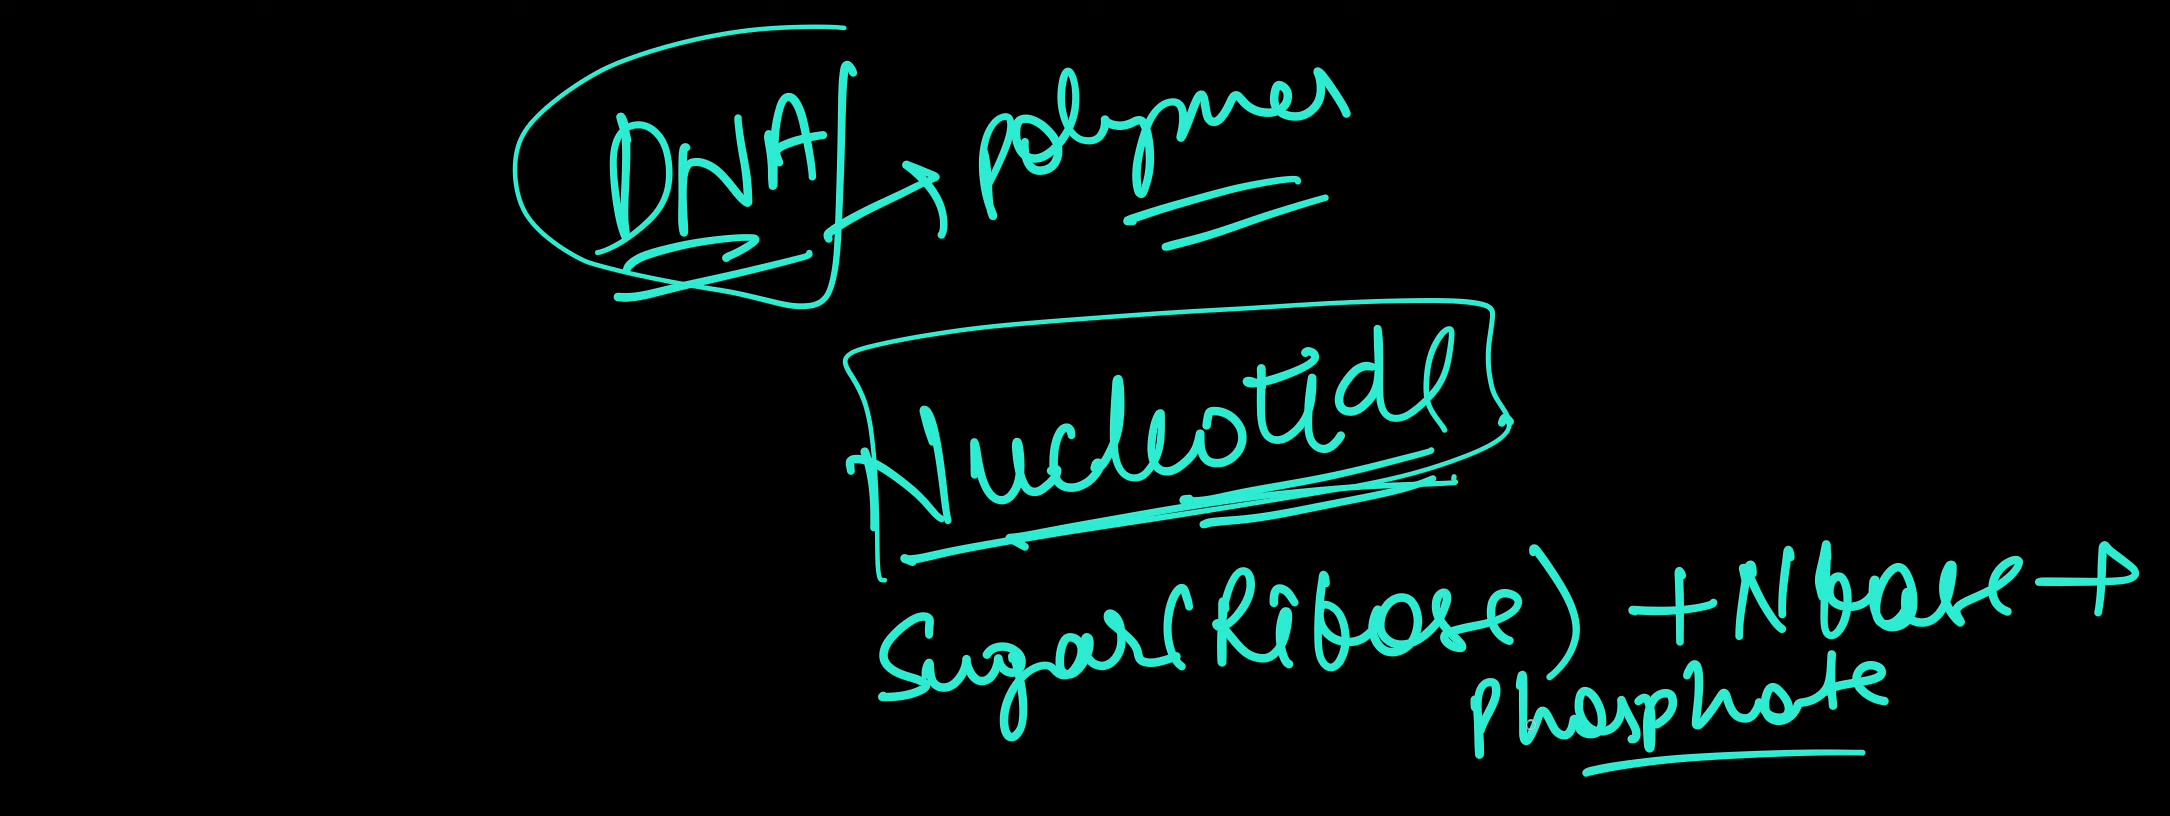 DNA → polymer
Nucleotide
Sugar (Ribose) + N base +
Phosphate